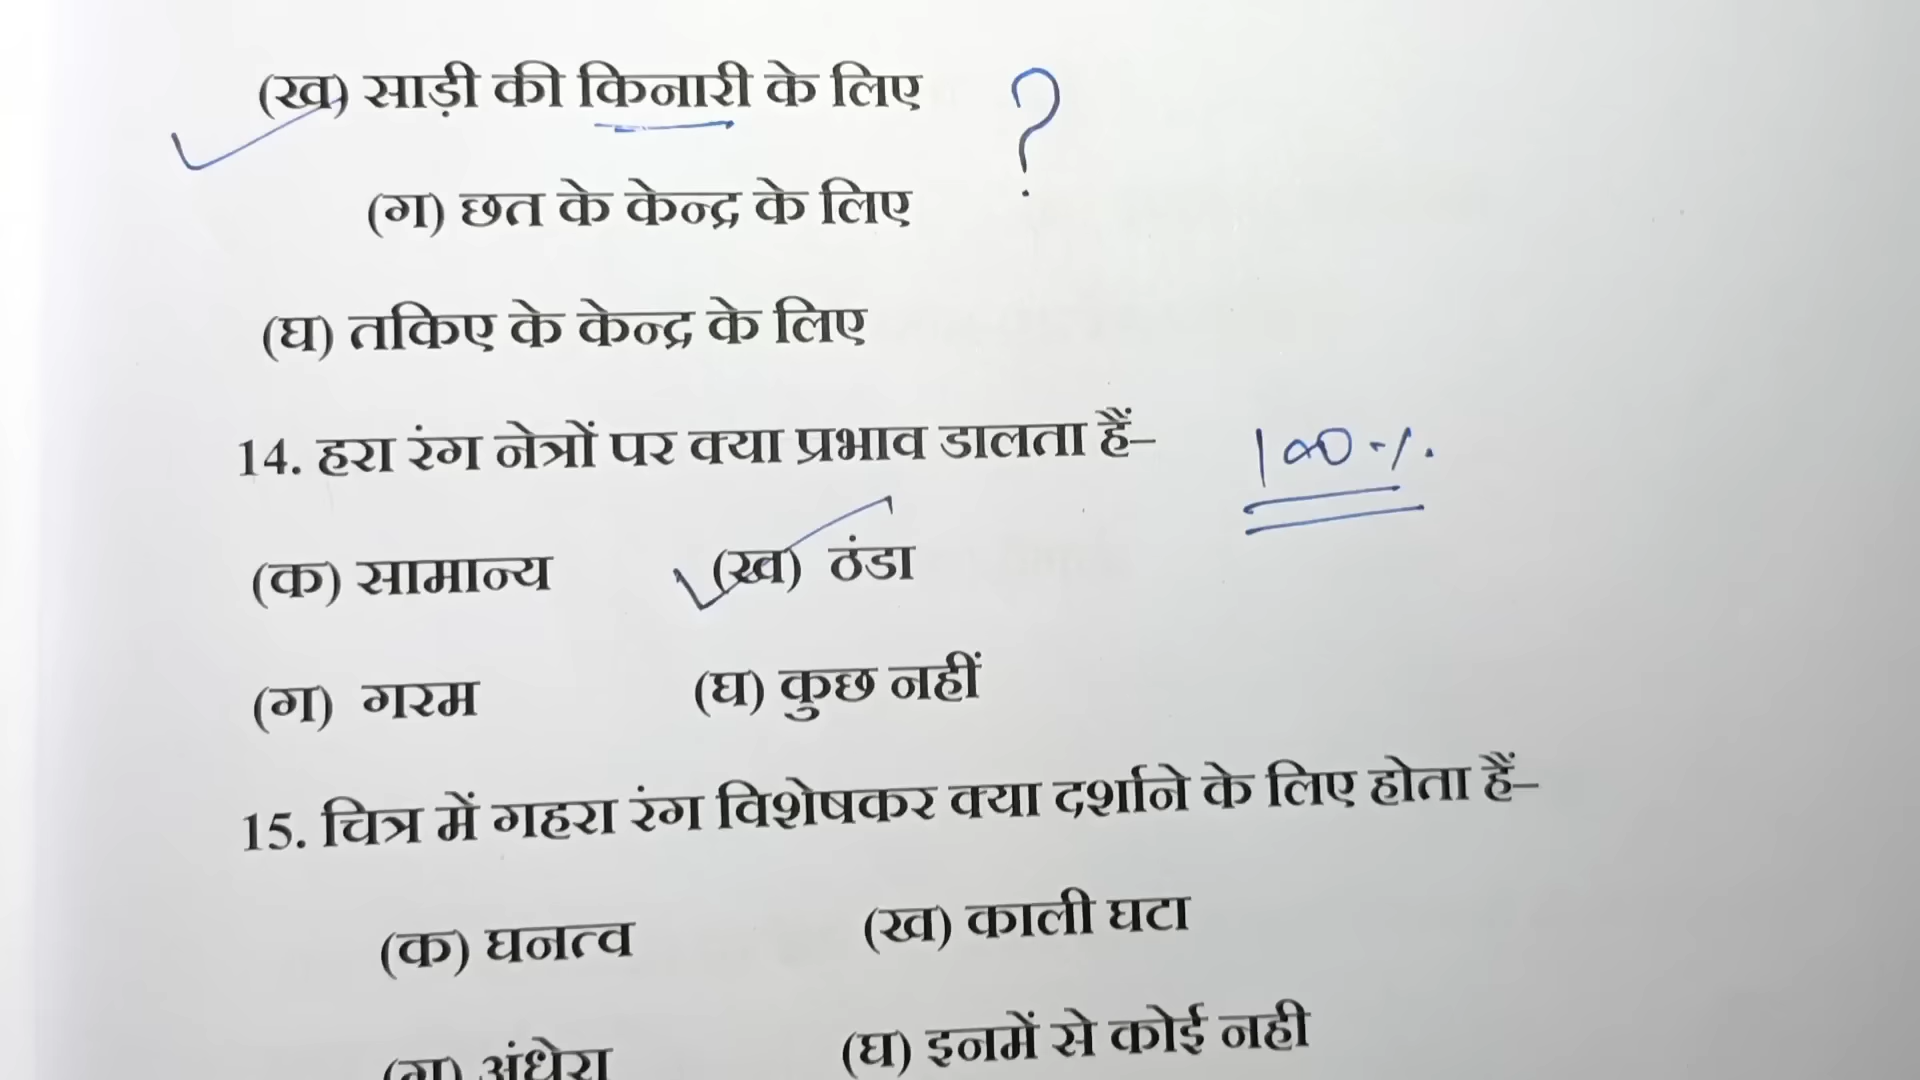 (ख) साड़ी की किनारी के लिए ?
(ग) छत के केन्द्र के लिए
(घ) तकिए के केन्द्र के लिए
14. हरा रंग नेत्रों पर क्या प्रभाव डालता हैं– 100%
(क) सामान्य (ख) ठंडा
(ग) गरम (घ) कुछ नहीं
15. चित्र में गहरा रंग विशेषकर क्या दर्शाने के लिए होता हैं–
(क) घनत्व (ख) काली घटा
(ग) अंधेरा (घ) इनमें से कोई नही